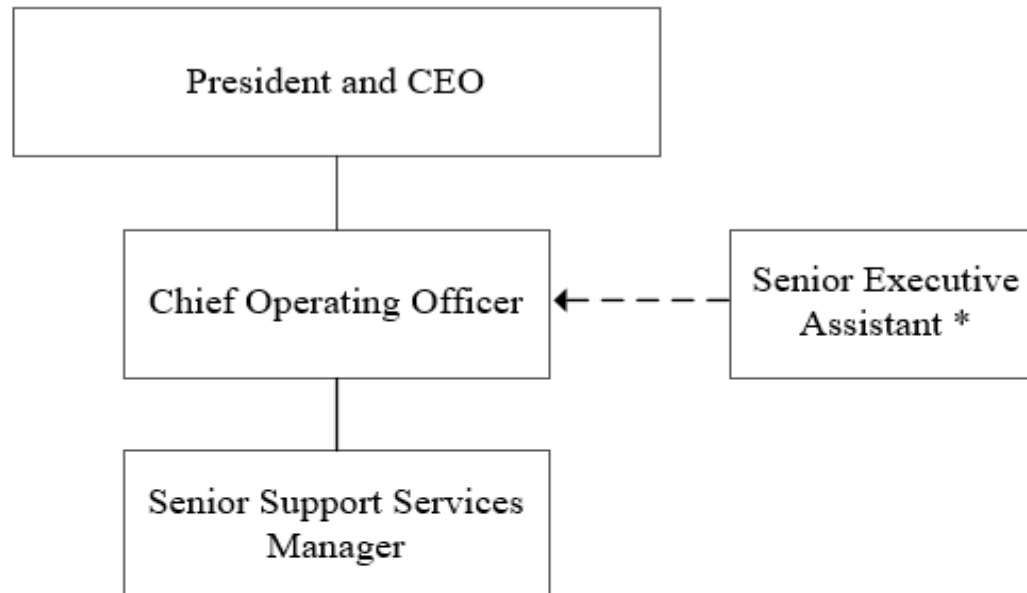 President and CEO
Chief Operating Officer
Senior Executive
Assistant *
Senior Support Services
Manager